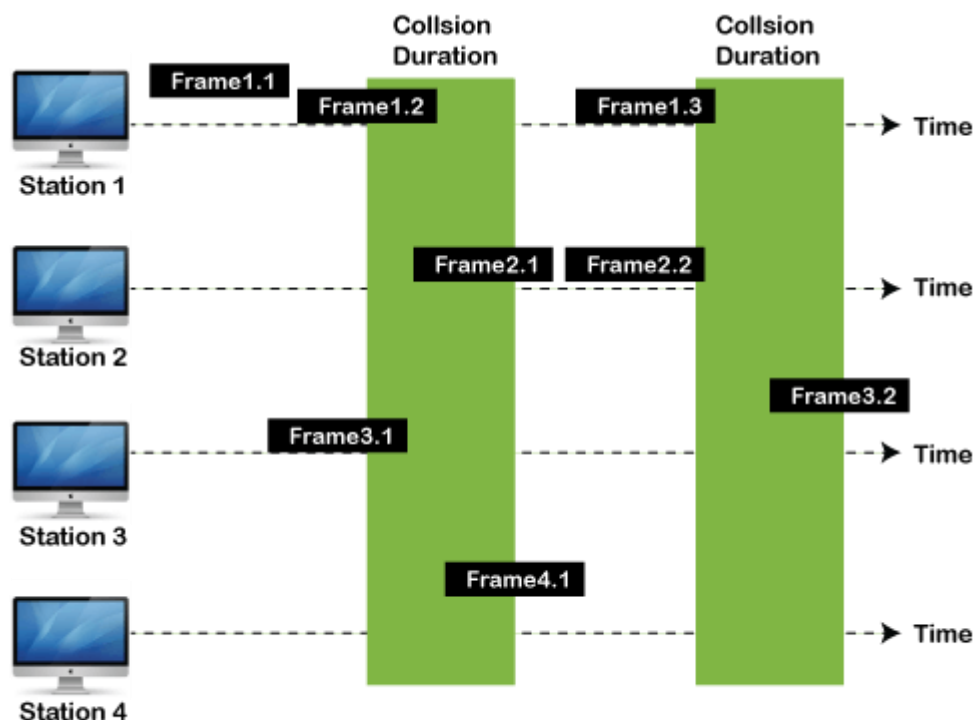 Collsion
Duration
Collsion
Duration
Frame1.1
Frame1.2
Frame1.3
Time
Station 1
Frame2.1
Frame2.2
Time
Station 2
Frame3.2
Frame3.1
Time
Station 3
Frame4.1
Time
Station 4